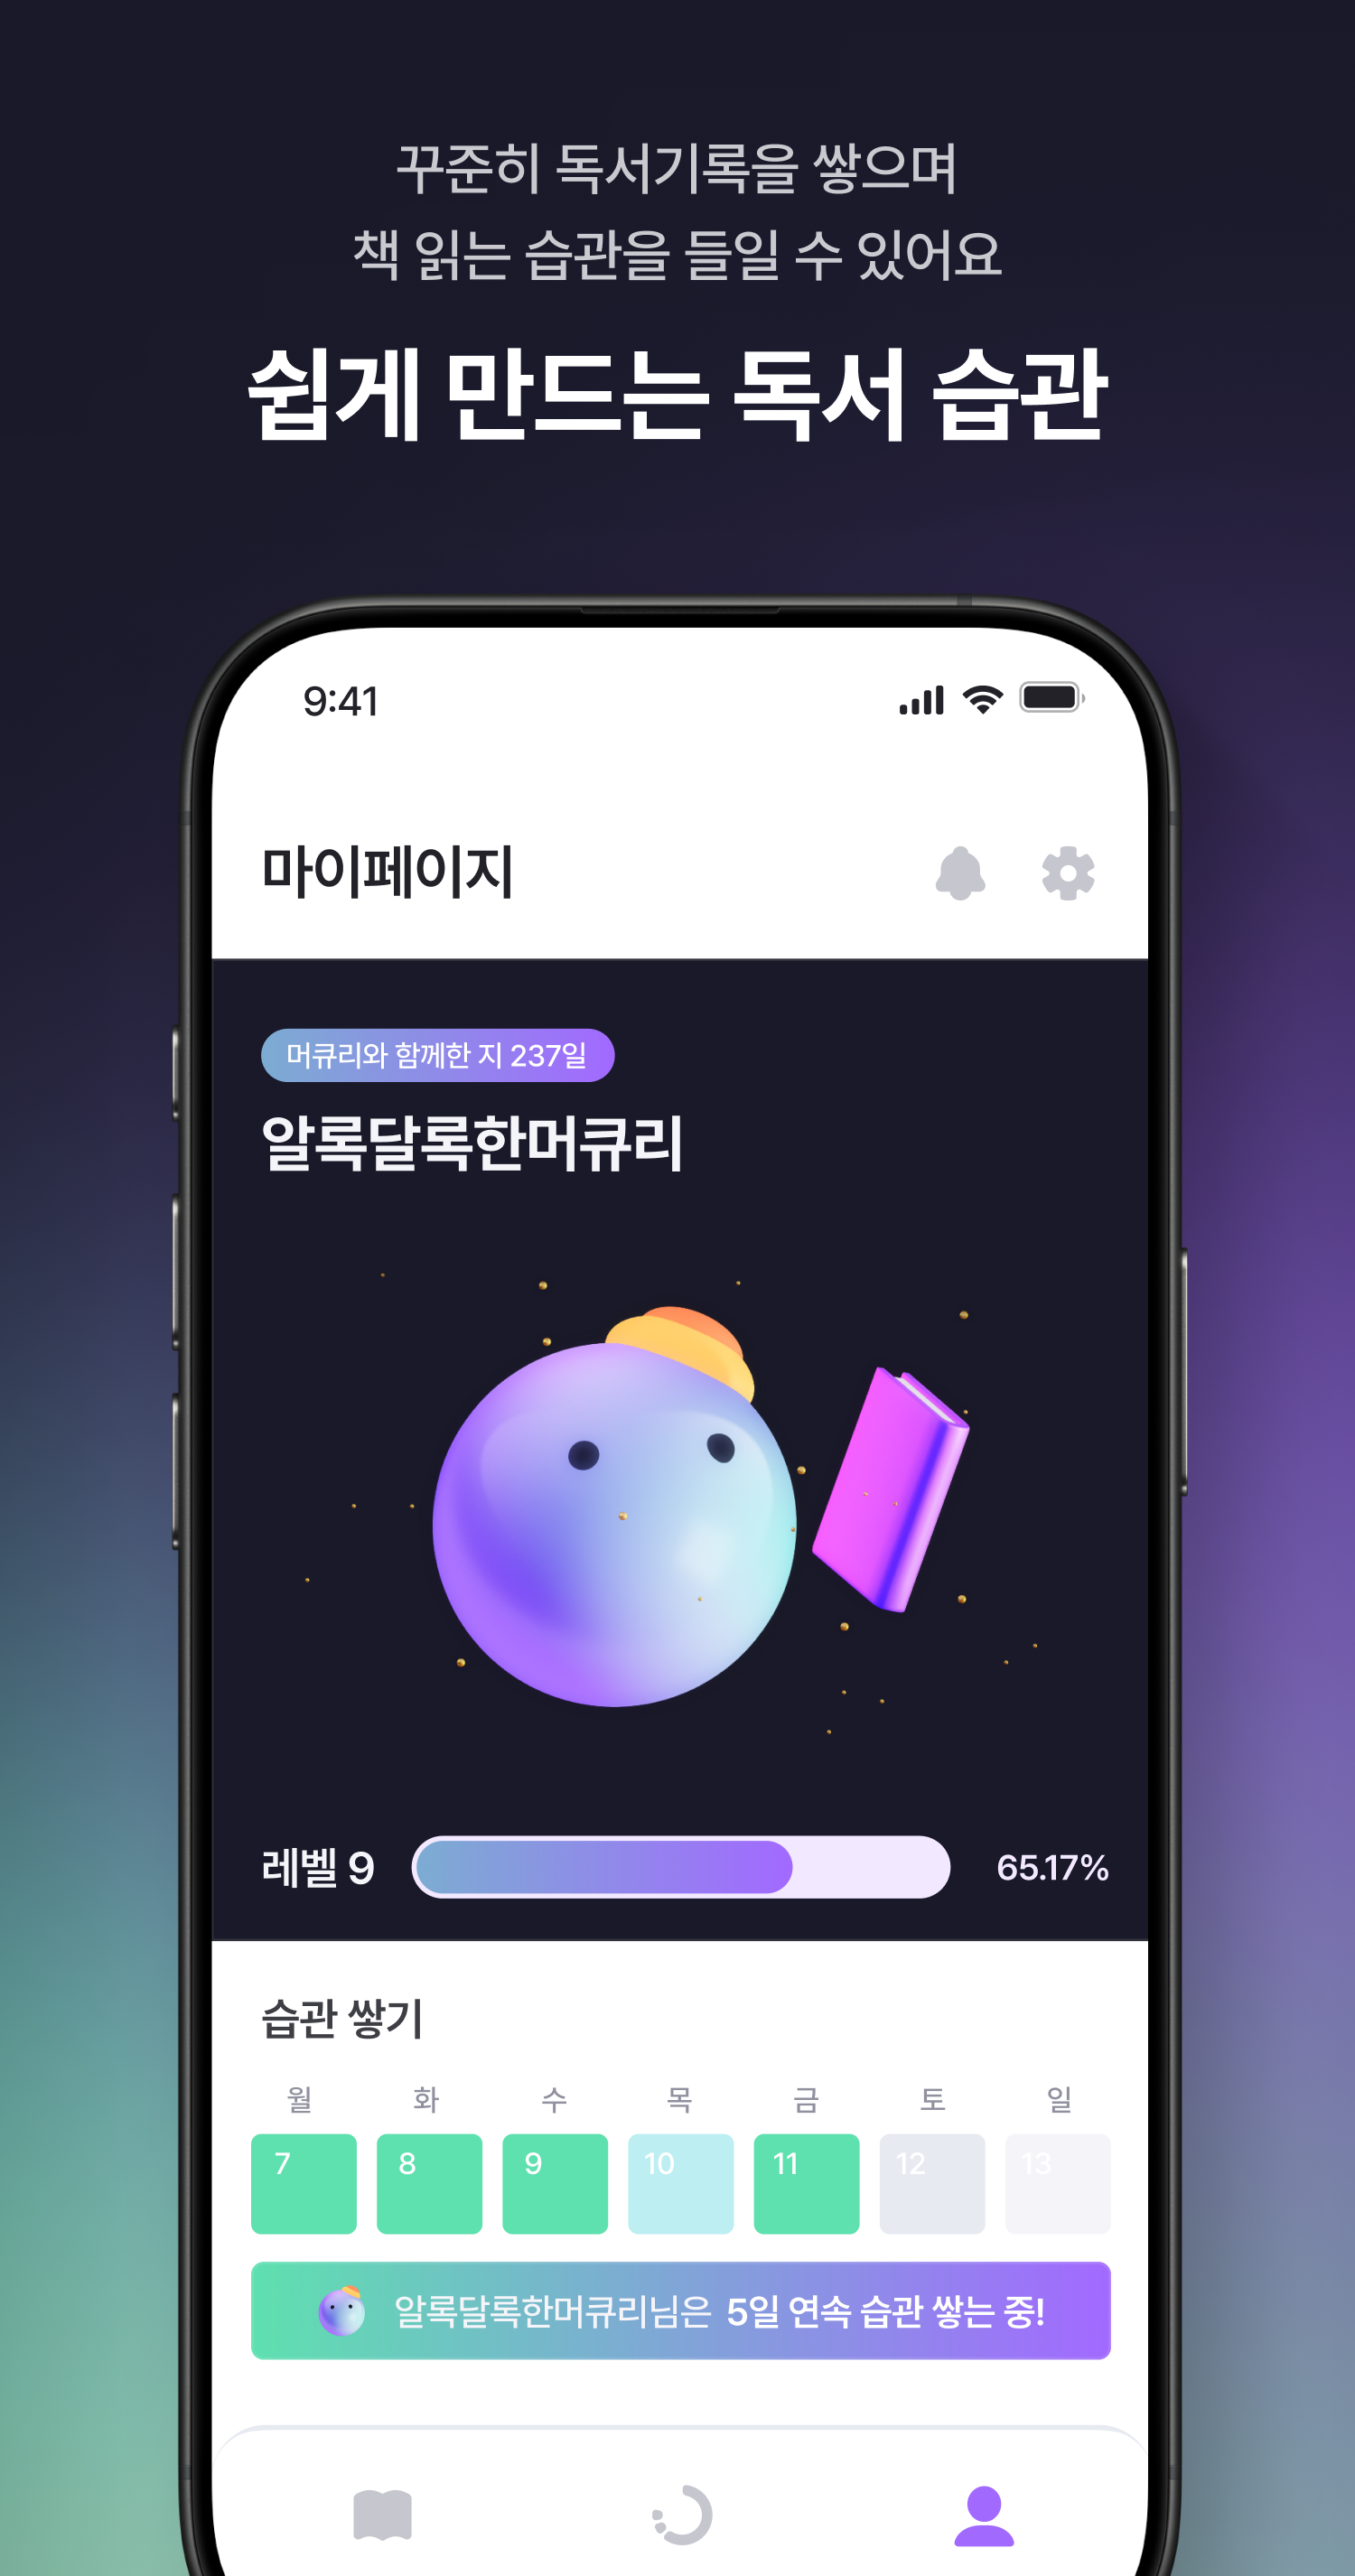 꾸준히 독서기록을 쌓으며
책 읽는 습관을 들일 수 있어요
쉽게 만드는 독서 습관
9:41
마이페이지
머큐리와 함께한 지 237일
알록달록한머큐리
레벨 9 65.17%
습관 쌓기
월 화 수 목 금 토 일
7 8 9 10 11 12 13
알록달록한머큐리님은 5일 연속 습관 쌓는 중!